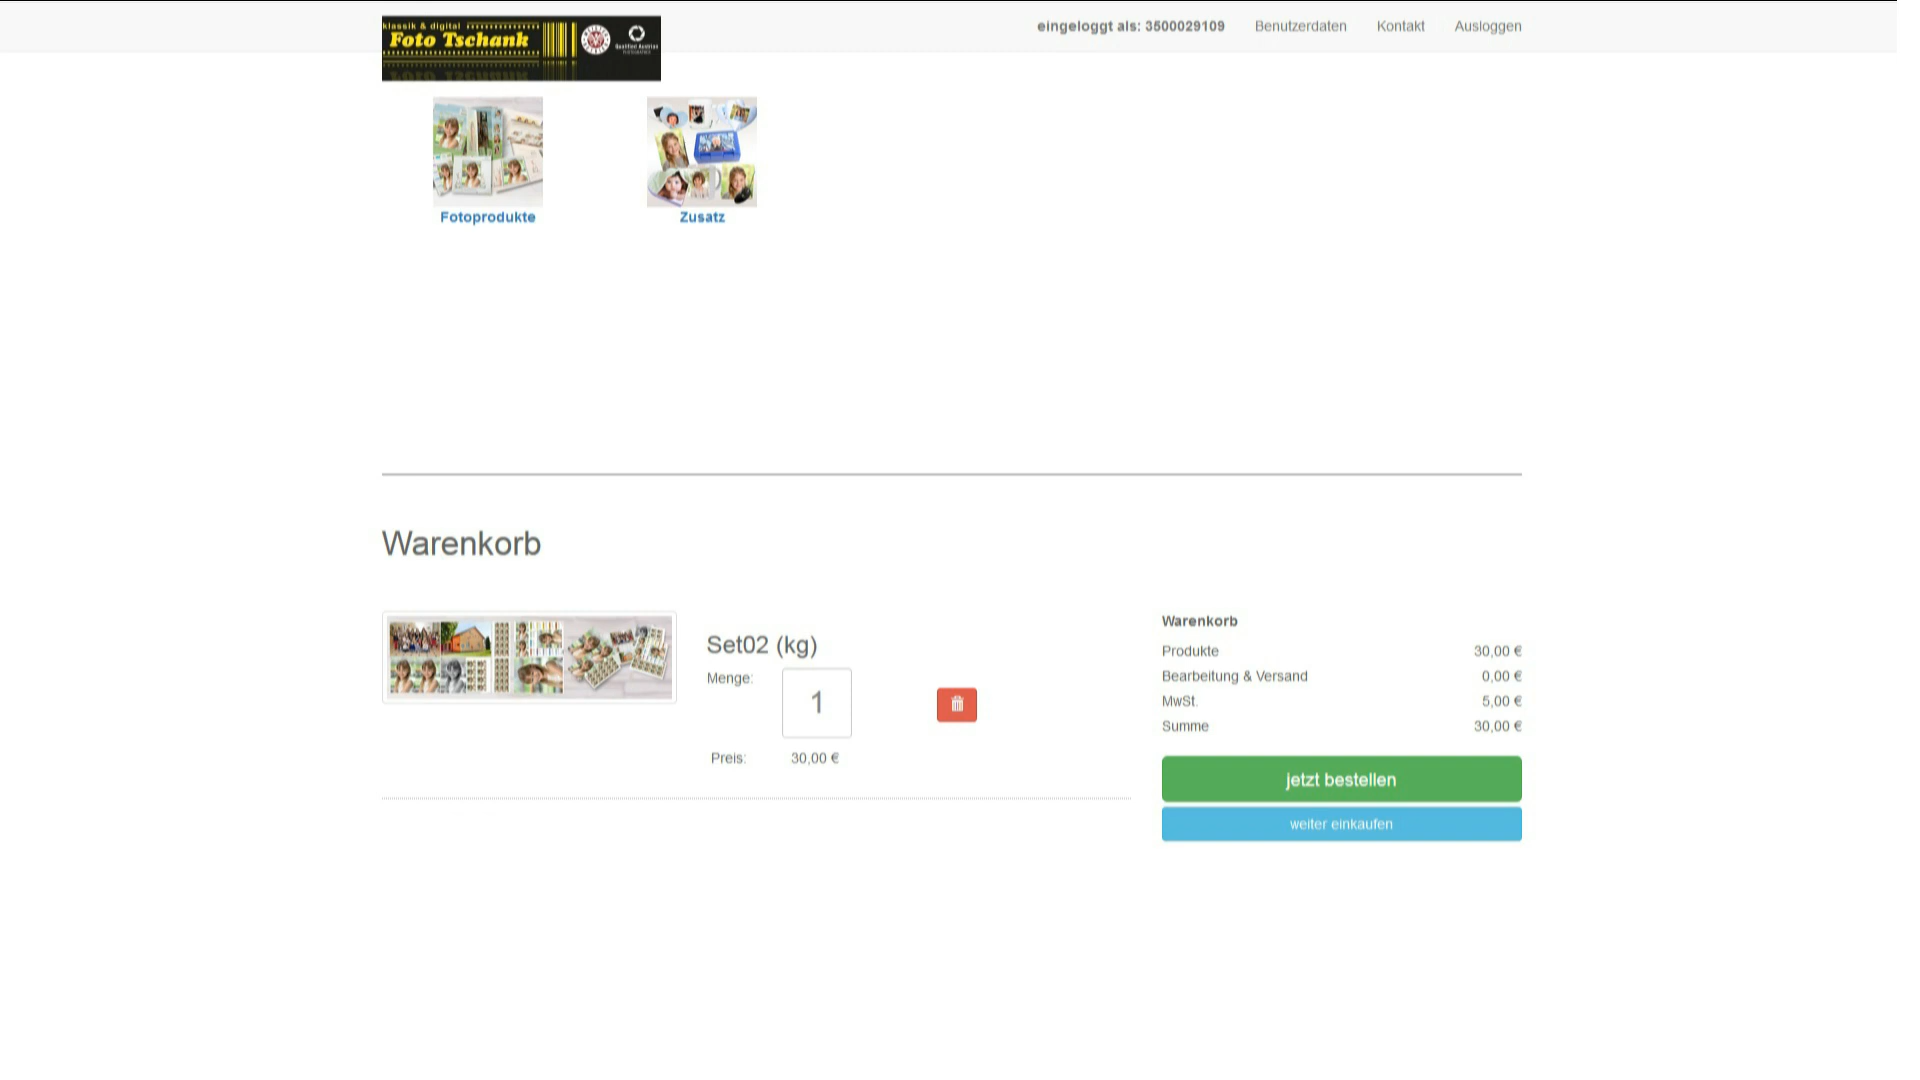 klassik & digital
Foto Tschank
eingeloggt als: 3500029109
Benutzerdaten
Kontakt
Ausloggen
Fotoprodukte
Zusatz
Warenkorb
Set02 (kg)
Menge:
1
Preis:
30,00 €
Warenkorb
Produkte 30,00 €
Bearbeitung & Versand 0,00 €
MwSt. 5,00 €
Summe 30,00 €
jetzt bestellen
weiter einkaufen